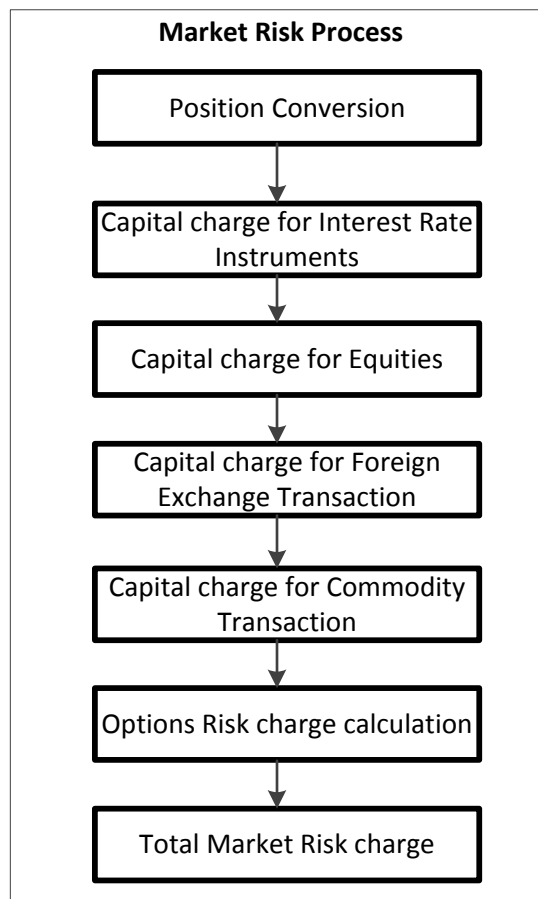 Market Risk Process
Position Conversion
Capital charge for Interest Rate
Instruments
Capital charge for Equities
Capital charge for Foreign
Exchange Transaction
Capital charge for Commodity
Transaction
Options Risk charge calculation
Total Market Risk charge